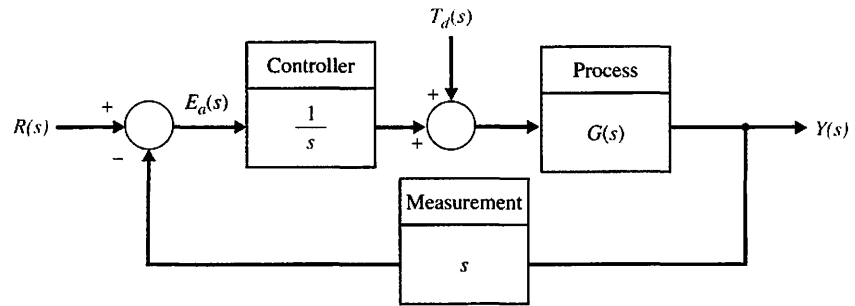 T_d(s)
Controller
Process
+
E_a(s)
+
R(s)
1
s
G(s)
Y(s)
+
−
Measurement
s